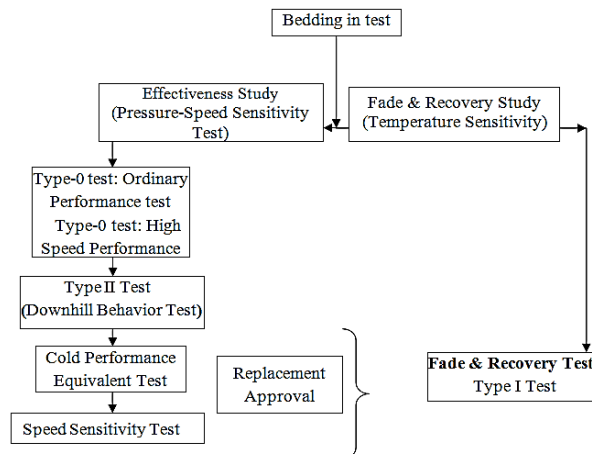 Bedding in test
Effectiveness Study
(Pressure-Speed Sensitivity
Test)
Fade & Recovery Study
(Temperature Sensitivity)
Type-0 test: Ordinary
Performance test
Type-0 test: High
Speed Performance
Type II Test
(Downhill Behavior Test)
Cold Performance
Equivalent Test
Speed Sensitivity Test
Replacement
Approval
Fade & Recovery Test
Type I Test